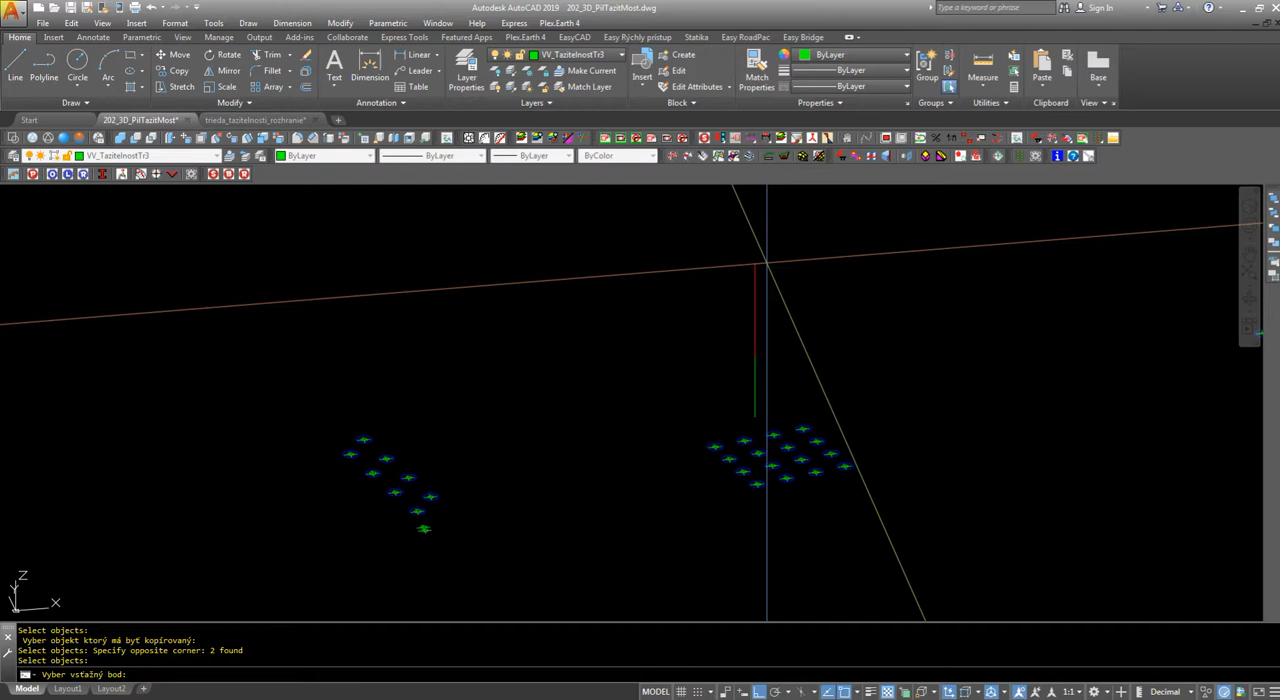 Autodesk AutoCAD 2019 202_3D_PilTazitMost.dwg
Type a keyword or phrase
Sign In
File Edit View Insert Format Tools Draw Dimension Modify Parametric Window Help Express Plex.Earth 4
Home Insert Annotate Parametric View Manage Output Add-ins Collaborate Express Tools Featured Apps Plex.Earth 4 EasyCAD Easy Rýchly prístup Easy RoadPac Easy Bridge
Line Polyline Circle Arc
Move Rotate Trim
Copy Mirror Fillet
Stretch Scale Array
Text Dimension
Linear
Leader
Table
Layer Properties
VV_TazitelnostTr3
Make Current
Match Layer
Insert
Create
Edit
Edit Attributes
Match Properties
ByLayer
ByLayer
ByLayer
Group
Measure
Paste
Base
Draw Modify Annotation Layers Block Properties Groups Utilities Clipboard View
Start 202_3D_PilTazitMost* trieda_tazitelnosti_rozhranie*
VV_TazitelnostTr3 ByLayer ByLayer ByLayer ByColor
Z
Y
X
Select objects:
Vyber objekt ktorý má byť kopírovaný:
Select objects: Specify opposite corner: 2 found
Select objects:
- Vyber vsťažný bod:
Model Layout1 Layout2
MODEL 1:1 Decimal